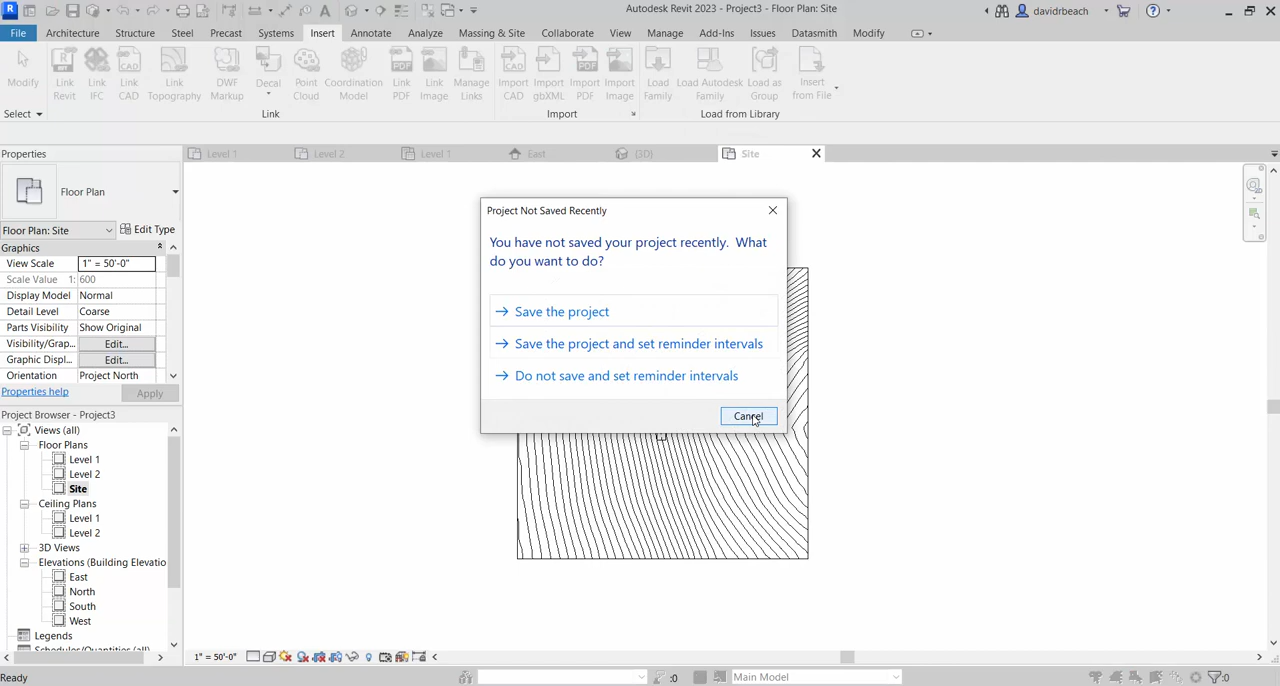 Autodesk Revit 2023 - Project3 - Floor Plan: Site
davidrbeach
File
Architecture
Structure
Steel
Precast
Systems
Insert
Annotate
Analyze
Massing & Site
Collaborate
View
Manage
Add-Ins
Issues
Datasmith
Modify
Modify
Link Revit
Link IFC
Link CAD
Link Topography
DWF Markup
Decal
Point Cloud
Coordination Model
Link PDF
Link Image
Manage Links
Import CAD
Import gbXML
Import PDF
Import Image
Load Family
Load Autodesk Family
Load as Group
Insert from File
Select
Link
Import
Load from Library
Properties
Level 1
Level 2
Level 1
East
{3D}
Site
Floor Plan
Floor Plan: Site
Edit Type
Graphics
View Scale 1" = 50'-0"
Scale Value 1: 600
Display Model Normal
Detail Level Coarse
Parts Visibility Show Original
Visibility/Grap... Edit...
Graphic Displ... Edit...
Orientation Project North
Properties help
Apply
Project Browser - Project3
Views (all)
Floor Plans
Level 1
Level 2
Site
Ceiling Plans
Level 1
Level 2
3D Views
Elevations (Building Elevatio
East
North
South
West
Legends
Schedules/Quantities (all)
Project Not Saved Recently
You have not saved your project recently. What
do you want to do?
Save the project
Save the project and set reminder intervals
Do not save and set reminder intervals
Cancel
1" = 50'-0"
Ready
:0
Main Model
:0